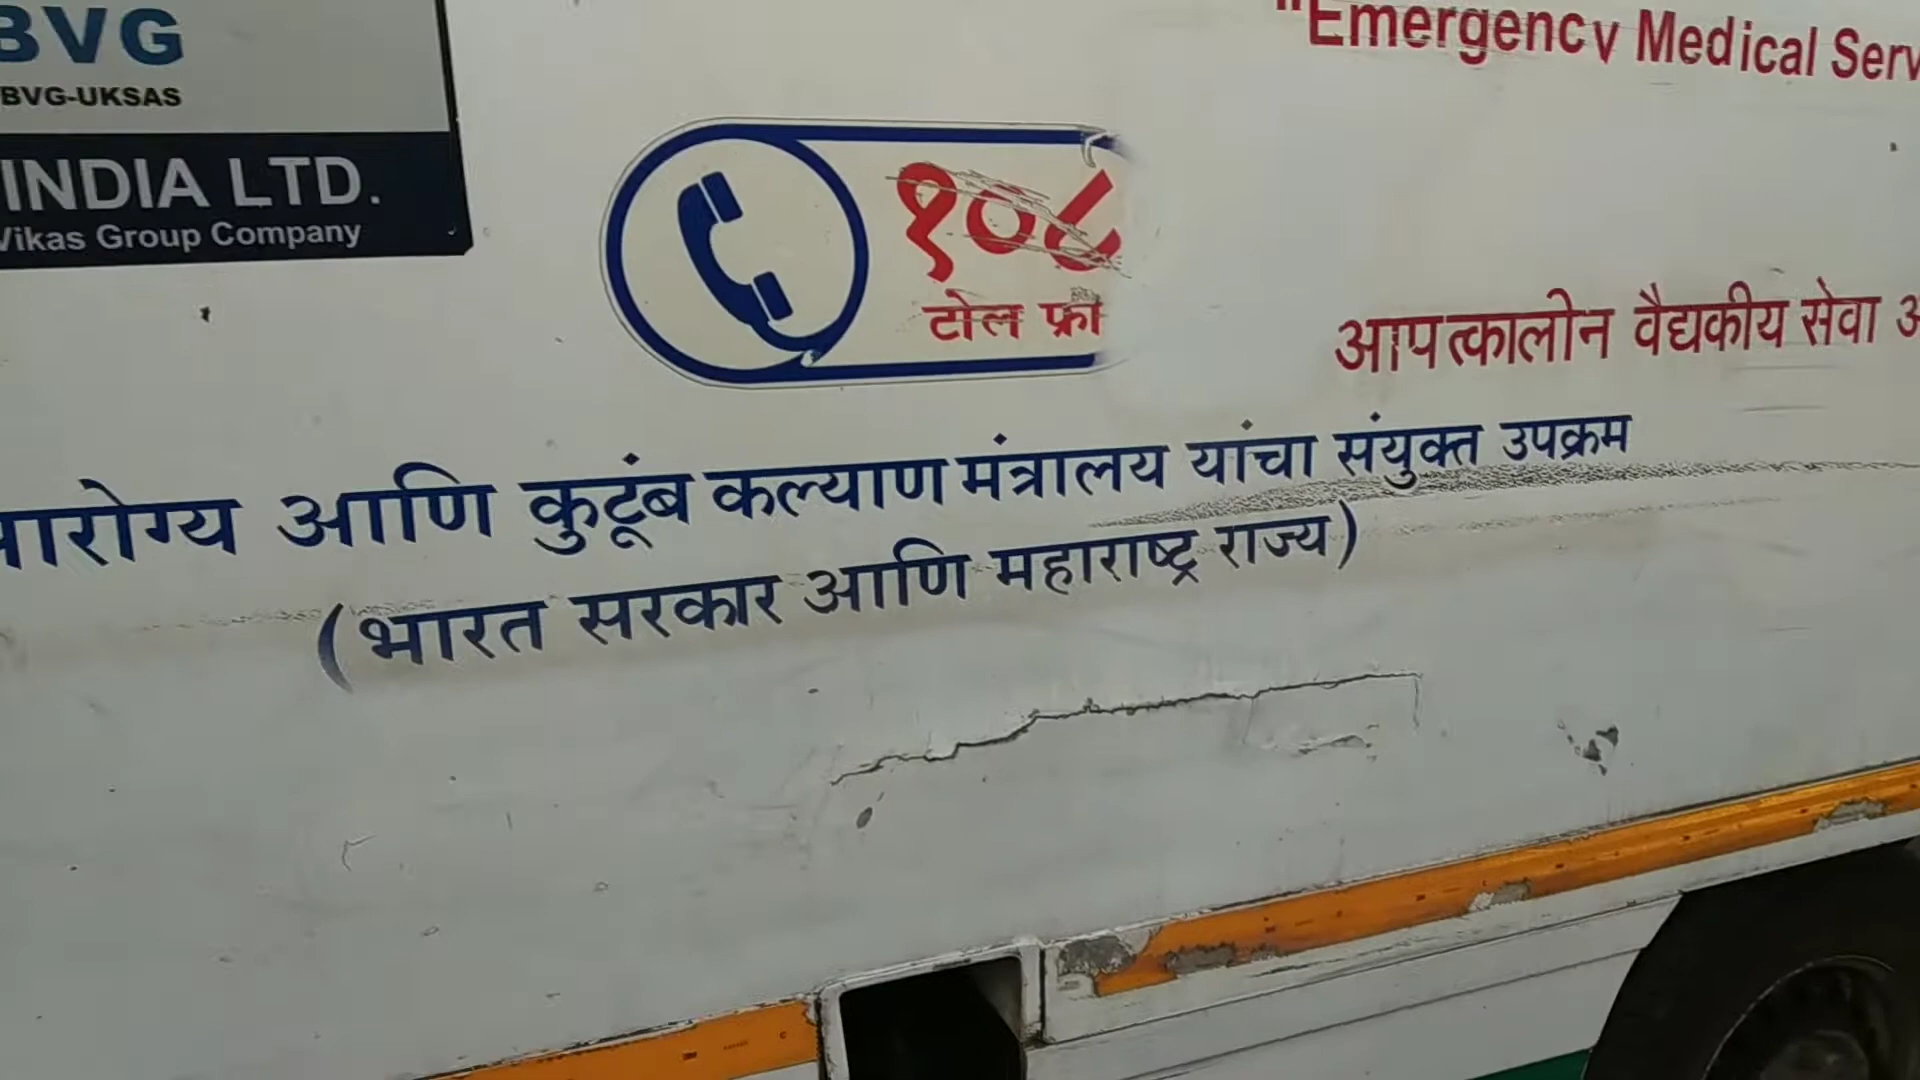 BVG
BVG-UKSAS
INDIA LTD.
Vikas Group Company
"Emergency Medical Serv
१०८
टोल फ्री
आपत्कालीन वैद्यकीय सेवा
आरोग्य आणि कुटूंब कल्याण मंत्रालय यांचा संयुक्त उपक्रम
(भारत सरकार आणि महाराष्ट्र राज्य)